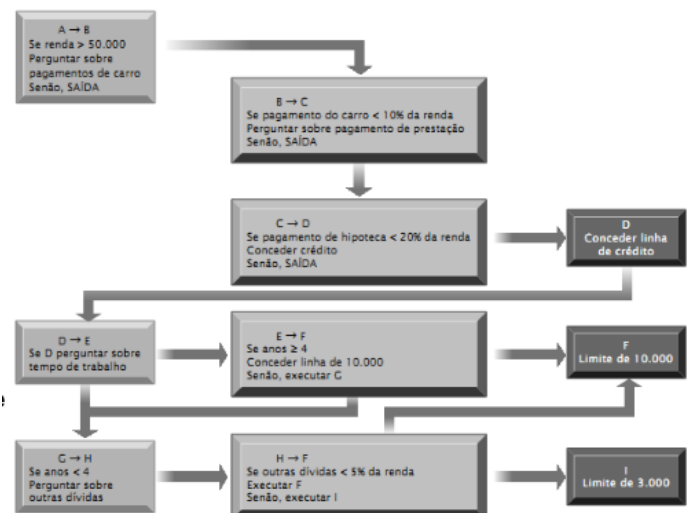 A → B
Se renda > 50.000
Perguntar sobre
pagamentos de carro
Senão, SAÍDA
B → C
Se pagamento do carro < 10% da renda
Perguntar sobre pagamento de prestação
Senão, SAÍDA
C → D
Se pagamento de hipoteca < 20% da renda
Conceder crédito
Senão, SAÍDA
D
Conceder linha
de crédito
D → E
Se D perguntar sobre
tempo de trabalho
E → F
Se anos ≥ 4
Conceder linha de 10.000
Senão, executar G
F
Limite de 10.000
G → H
Se anos < 4
Perguntar sobre
outras dívidas
H → F
Se outras dívidas < 5% da renda
Executar F
Senão, executar I
I
Limite de 3.000